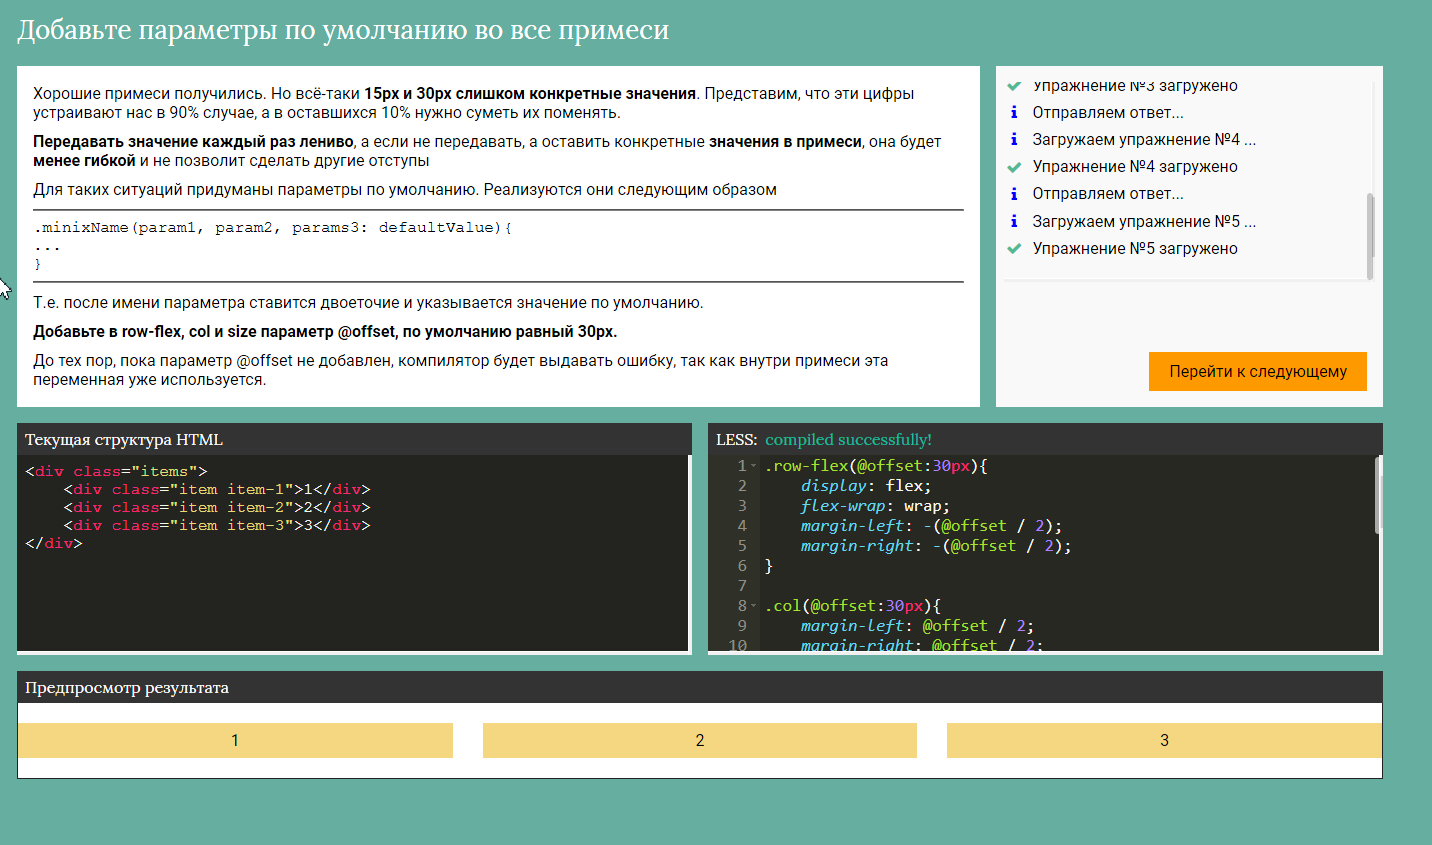 Добавьте параметры по умолчанию во все примеси
Хорошие примеси получились. Но всё-таки 15px и 30px слишком конкретные значения. Представим, что эти цифры
устраивают нас в 90% случае, а в оставшихся 10% нужно суметь их поменять.
Передавать значение каждый раз лениво, а если не передавать, а оставить конкретные значения в примеси, она будет
менее гибкой и не позволит сделать другие отступы
Для таких ситуаций придуманы параметры по умолчанию. Реализуются они следующим образом
.minixName(param1, param2, params3: defaultValue){
...
}
Т.е. после имени параметра ставится двоеточие и указывается значение по умолчанию.
Добавьте в row-flex, col и size параметр @offset, по умолчанию равный 30px.
До тех пор, пока параметр @offset не добавлен, компилятор будет выдавать ошибку, так как внутри примеси эта
переменная уже используется.
Упражнение №3 загружено
Отправляем ответ...
Загружаем упражнение №4 ...
Упражнение №4 загружено
Отправляем ответ...
Загружаем упражнение №5 ...
Упражнение №5 загружено
Перейти к следующему
Текущая структура HTML
<div class="items">
    <div class="item item-1">1</div>
    <div class="item item-2">2</div>
    <div class="item item-3">3</div>
</div>
LESS: compiled successfully!
1 .row-flex(@offset:30px){
2     display: flex;
3     flex-wrap: wrap;
4     margin-left: -(@offset / 2);
5     margin-right: -(@offset / 2);
6 }
7
8 .col(@offset:30px){
9     margin-left: @offset / 2;
10     margin-right: @offset / 2;
Предпросмотр результата
1 2 3